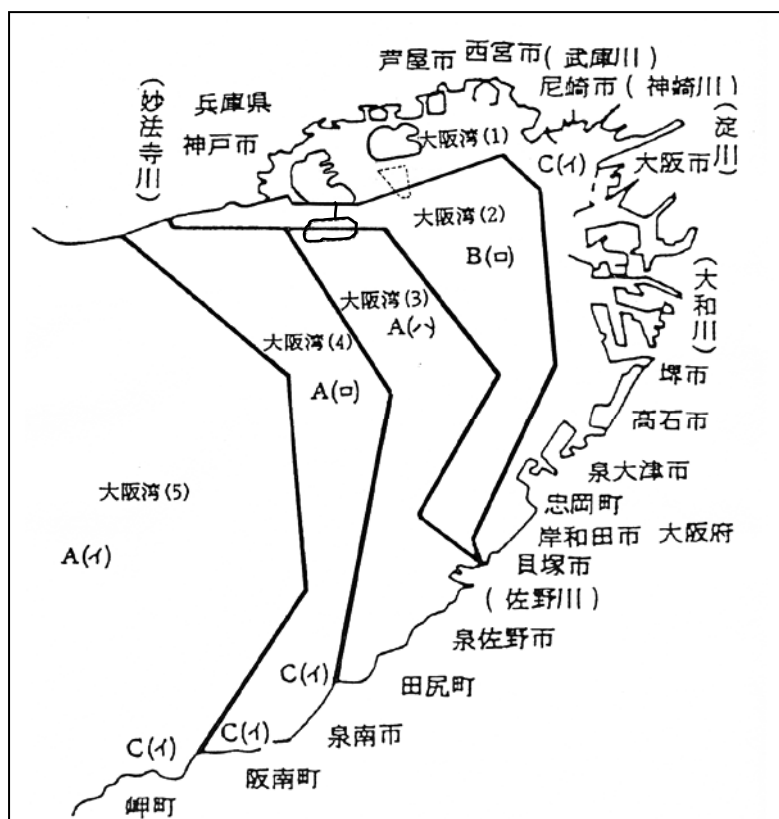 西宮市(武庫川)
芦屋市
尼崎市(神崎川)
(妙法寺川)
兵庫県
神戸市
大阪湾(1)
(淀川)
C(イ)
大阪市
大阪湾(2)
B(ロ)
(大和川)
大阪湾(3)
A(ハ)
大阪湾(4)
A(ロ)
堺市
高石市
泉大津市
大阪湾(5)
忠岡町
岸和田市
大阪府
A(イ)
貝塚市
(佐野川)
泉佐野市
C(イ)
田尻町
C(イ)
泉南市
C(イ)
阪南町
岬町